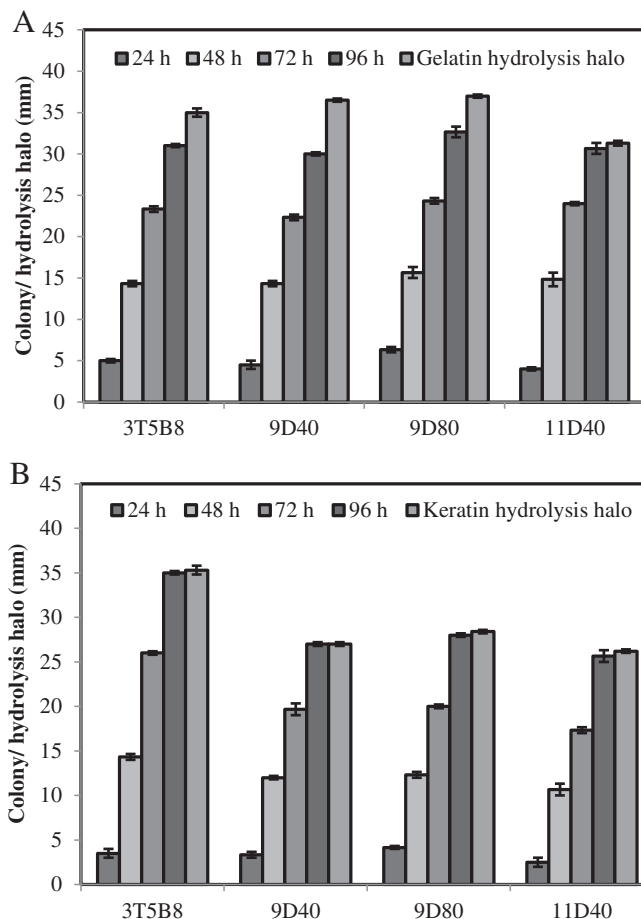 A
Colony/ hydrolysis halo (mm)
45
40
35
30
25
20
15
10
5
0
24 h 48 h 72 h 96 h Gelatin hydrolysis halo
3T5B8 9D40 9D80 11D40
B
Colony/ hydrolysis halo (mm)
45
40
35
30
25
20
15
10
5
0
24 h 48 h 72 h 96 h Keratin hydrolysis halo
3T5B8 9D40 9D80 11D40